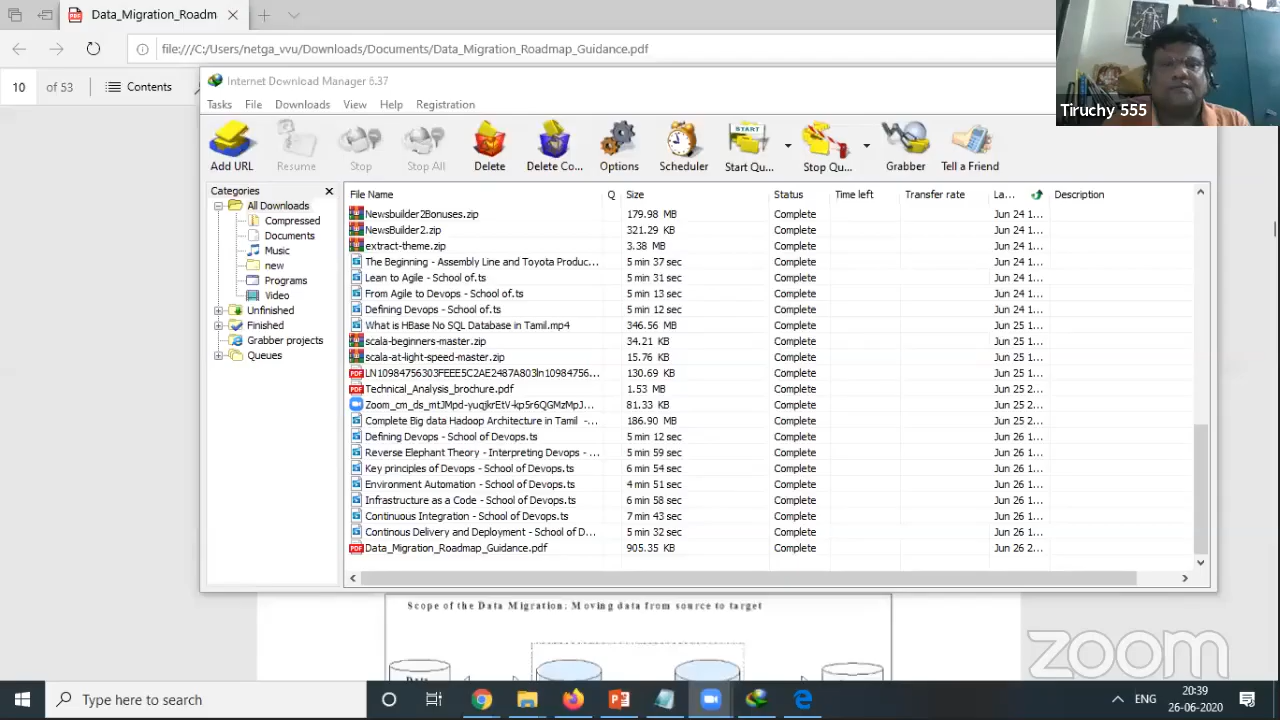 Data_Migration_Roadm
file:///C:/Users/netga_vvu/Downloads/Documents/Data_Migration_Roadmap_Guidance.pdf
10 of 53 Contents
Internet Download Manager 6.37
Tasks File Downloads View Help Registration
Add URL Resume Stop Stop All Delete Delete Co... Options Scheduler START Start Qu... Stop Qu... Grabber Tell a Friend
Tiruchy 555
Categories
All Downloads
Compressed
Documents
Music
new
Programs
Video
Unfinished
Finished
Grabber projects
Queues
File Name Q Size Status Time left Transfer rate La... Description
Newsbuilder2Bonuses.zip 179.98 MB Complete Jun 24 1...
NewsBuilder2.zip 321.29 KB Complete Jun 24 1...
extract-theme.zip 3.38 MB Complete Jun 24 1...
The Beginning - Assembly Line and Toyota Produc... 5 min 37 sec Complete Jun 24 1...
Lean to Agile - School of.ts 5 min 31 sec Complete Jun 24 1...
From Agile to Devops - School of.ts 5 min 13 sec Complete Jun 24 1...
Defining Devops - School of.ts 5 min 12 sec Complete Jun 24 1...
What is HBase No SQL Database in Tamil.mp4 346.56 MB Complete Jun 25 1...
scala-beginners-master.zip 34.21 KB Complete Jun 25 1...
scala-at-light-speed-master.zip 15.76 KB Complete Jun 25 1...
LN10984756303FEEE5C2AE2487A803ln1098475​6... 130.69 KB Complete Jun 25 1...
Technical_Analysis_brochure.pdf 1.53 MB Complete Jun 25 2...
Zoom_cm_ds_mtJMpd-yuqjkrEtV-kp5r6QGMzMpJ... 81.33 KB Complete Jun 25 2...
Complete Big data Hadoop Architecture in Tamil -... 186.90 MB Complete Jun 25 2...
Defining Devops - School of Devops.ts 5 min 12 sec Complete Jun 26 1...
Reverse Elephant Theory - Interpreting Devops - ... 5 min 59 sec Complete Jun 26 1...
Key principles of Devops - School of Devops.ts 6 min 54 sec Complete Jun 26 1...
Environment Automation - School of Devops.ts 4 min 51 sec Complete Jun 26 1...
Infrastructure as a Code - School of Devops.ts 6 min 58 sec Complete Jun 26 1...
Continous Integration - School of Devops.ts 7 min 43 sec Complete Jun 26 1...
Continous Delivery and Deployment - School of D... 5 min 32 sec Complete Jun 26 1...
Data_Migration_Roadmap_Guidance.pdf 905.35 KB Complete Jun 26 2...
Scope of the Data Migration: Moving data from source to target
zoom
Type here to search
ENG
20:39
26-06-2020